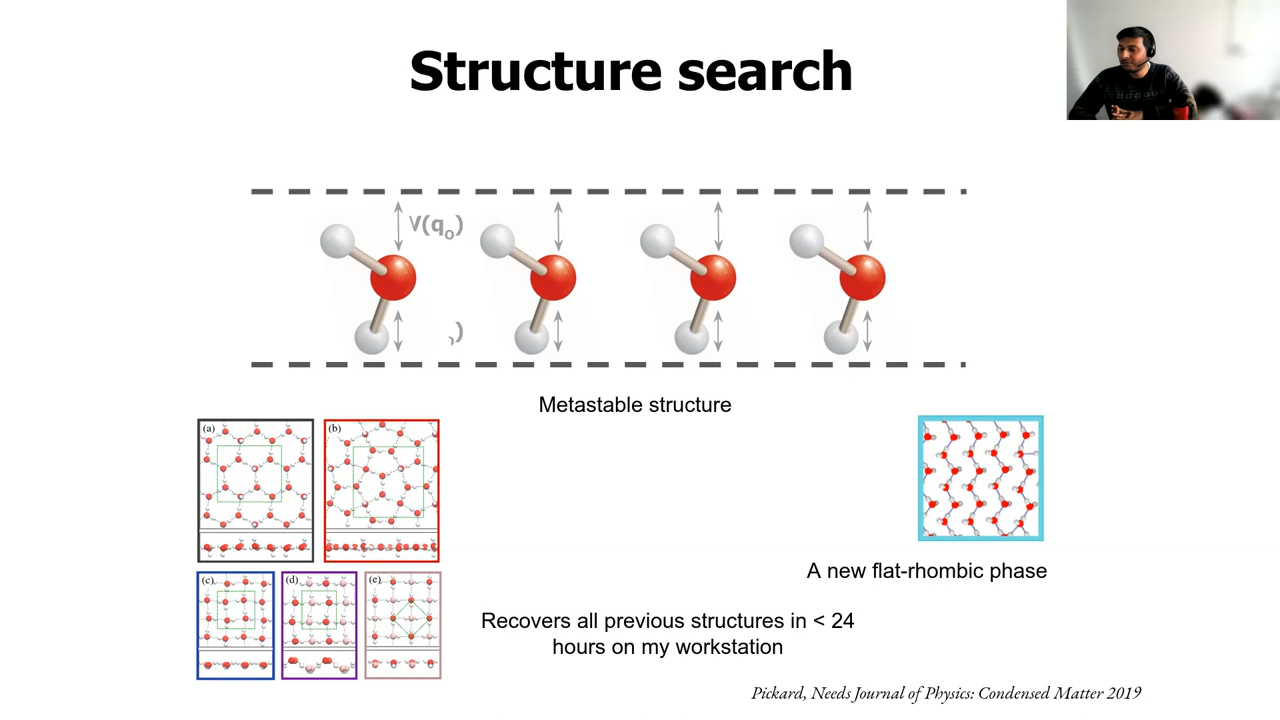 Structure search
V(q₀)
Metastable structure
(a)
(b)
(c)
(d)
(e)
A new flat-rhombic phase
Recovers all previous structures in < 24
hours on my workstation
Pickard, Needs Journal of Physics: Condensed Matter 2019